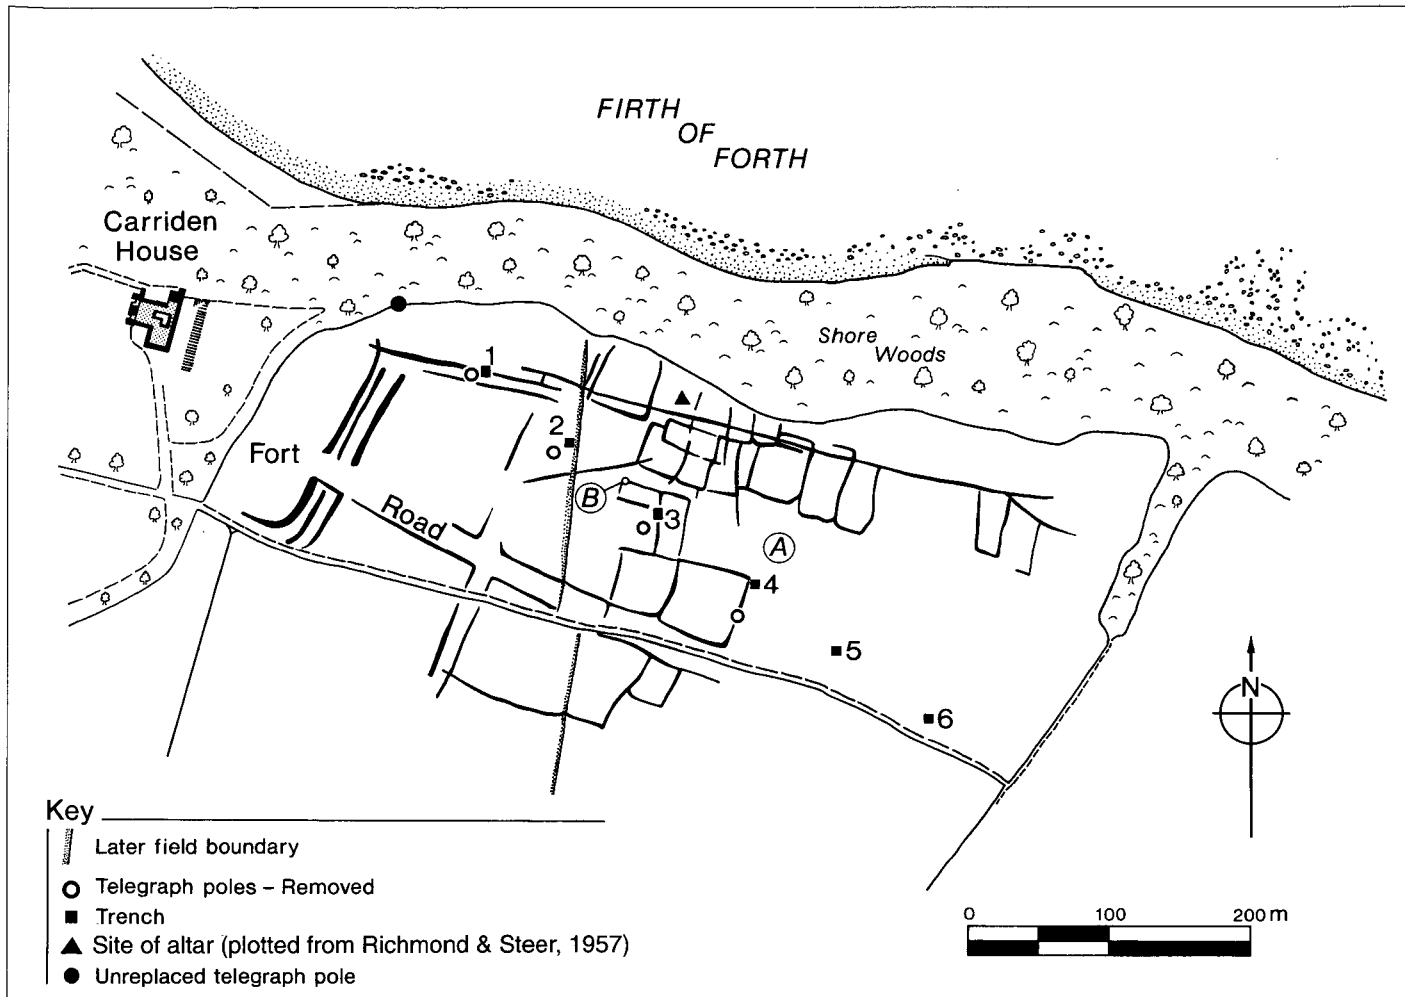 FIRTH
OF
FORTH
Carriden
House
Shore
Woods
1
2
Fort
B
Road
3
A
4
5
6
N
Key
Later field boundary
Telegraph poles – Removed
Trench
Site of altar (plotted from Richmond & Steer, 1957)
Unreplaced telegraph pole
0 100 200 m